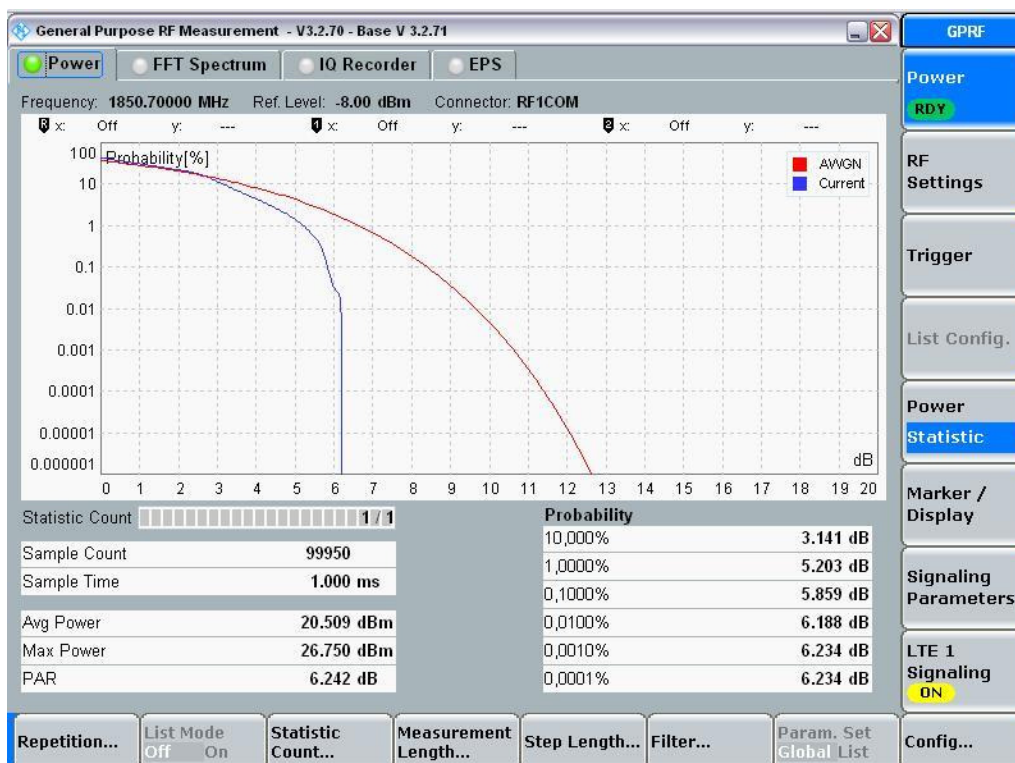 General Purpose RF Measurement - V3.2.70 - Base V 3.2.71
GPRF
Power FFT Spectrum IQ Recorder EPS
Frequency: 1850.70000 MHz Ref. Level: -8.00 dBm Connector: RF1COM
R x: Off y: --- 1 x: Off y: --- 2 x: Off y: ---
Probability[%]
AWGN
Current
100
10
1
0.1
0.01
0.001
0.0001
0.00001
0.000001
dB
0 1 2 3 4 5 6 7 8 9 10 11 12 13 14 15 16 17 18 19 20
Statistic Count 1 / 1
Sample Count 99950
Sample Time 1.000 ms
Avg Power 20.509 dBm
Max Power 26.750 dBm
PAR 6.242 dB
Probability
10,000% 3.141 dB
1,0000% 5.203 dB
0,1000% 5.859 dB
0,0100% 6.188 dB
0,0010% 6.234 dB
0,0001% 6.234 dB
Power
RDY
RF
Settings
Trigger
List Config.
Power
Statistic
Marker /
Display
Signaling
Parameters
LTE 1
Signaling
ON
Repetition...
List Mode
Off On
Statistic
Count...
Measurement
Length...
Step Length...
Filter...
Param. Set
Global List
Config...